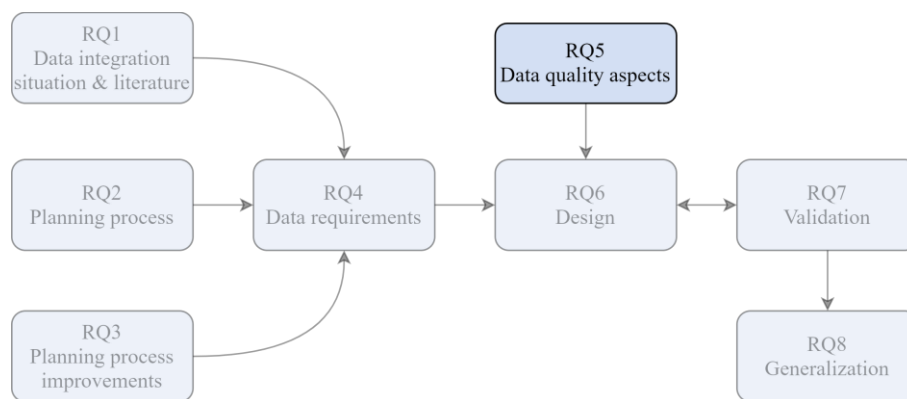 RQ1
Data integration
situation & literature
RQ2
Planning process
RQ3
Planning process
improvements
RQ4
Data requirements
RQ5
Data quality aspects
RQ6
Design
RQ7
Validation
RQ8
Generalization